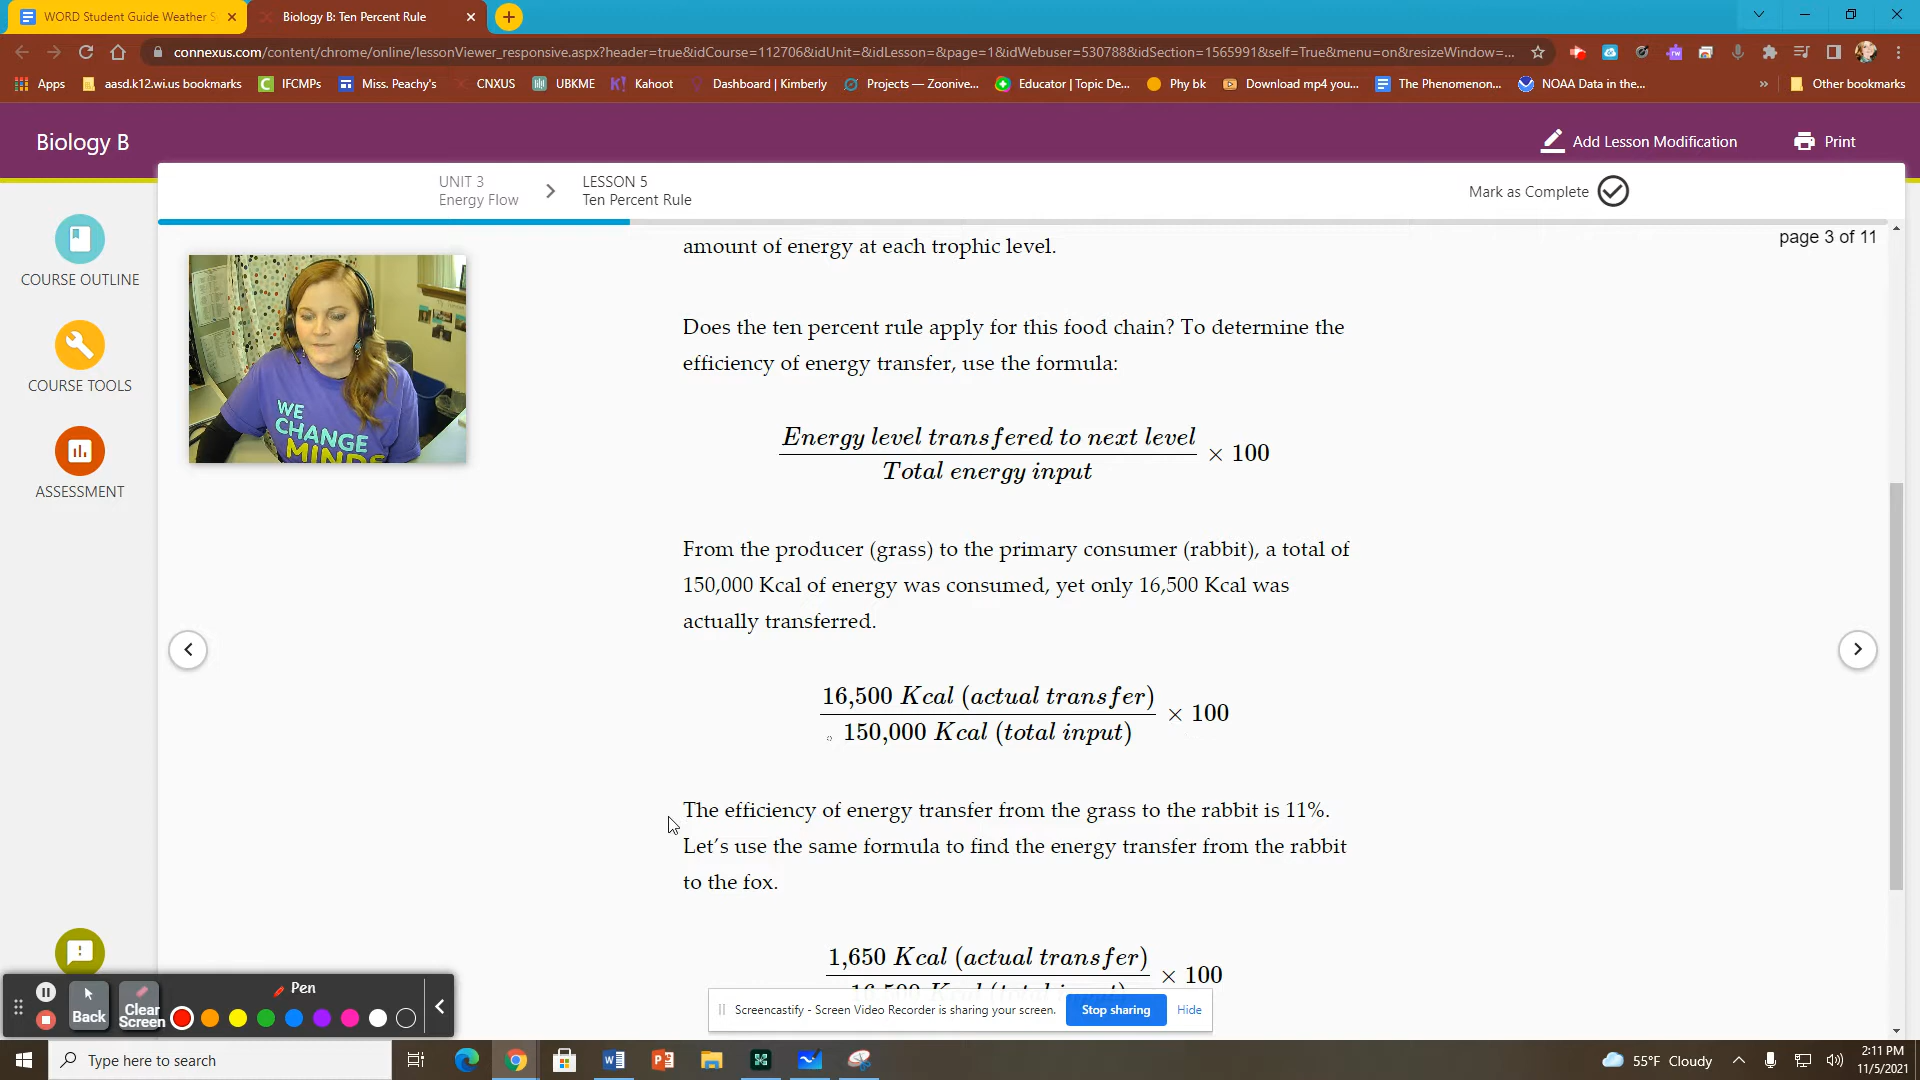 WORD Student Guide Weather S
Biology B: Ten Percent Rule
connexus.com/content/chrome/online/lessonViewer_responsive.aspx?header=true&idCourse=112706&idUnit=&idLesson=&page=1&idWebuser=530788&idSection=1565991&self=True&menu=on&resizeWindow=...
Apps
aasd.k12.wi.us bookmarks
IFCMPs
Miss. Peachy's
CNXUS
UBKME
Kahoot
Dashboard | Kimberly
Projects — Zoonive...
Educator | Topic De...
Phy bk
Download mp4 you...
The Phenomenon...
NOAA Data in the...
»
Other bookmarks
Biology B
Add Lesson Modification
Print
UNIT 3
Energy Flow
LESSON 5
Ten Percent Rule
Mark as Complete
page 3 of 11
COURSE OUTLINE
COURSE TOOLS
ASSESSMENT
WE
CHANGE
MINDS
amount of energy at each trophic level.
Does the ten percent rule apply for this food chain? To determine the
efficiency of energy transfer, use the formula:
Energy level transfered to next level
Total energy input
× 100
From the producer (grass) to the primary consumer (rabbit), a total of
150,000 Kcal of energy was consumed, yet only 16,500 Kcal was
actually transferred.
16,500 Kcal (actual transfer)
150,000 Kcal (total input)
× 100
The efficiency of energy transfer from the grass to the rabbit is 11%.
Let's use the same formula to find the energy transfer from the rabbit
to the fox.
1,650 Kcal (actual transfer)
16,500 Kcal (total input)
× 100
Back
Clear
Screen
Pen
Screencastify - Screen Video Recorder is sharing your screen.
Stop sharing
Hide
Type here to search
55°F Cloudy
2:11 PM
11/5/2021